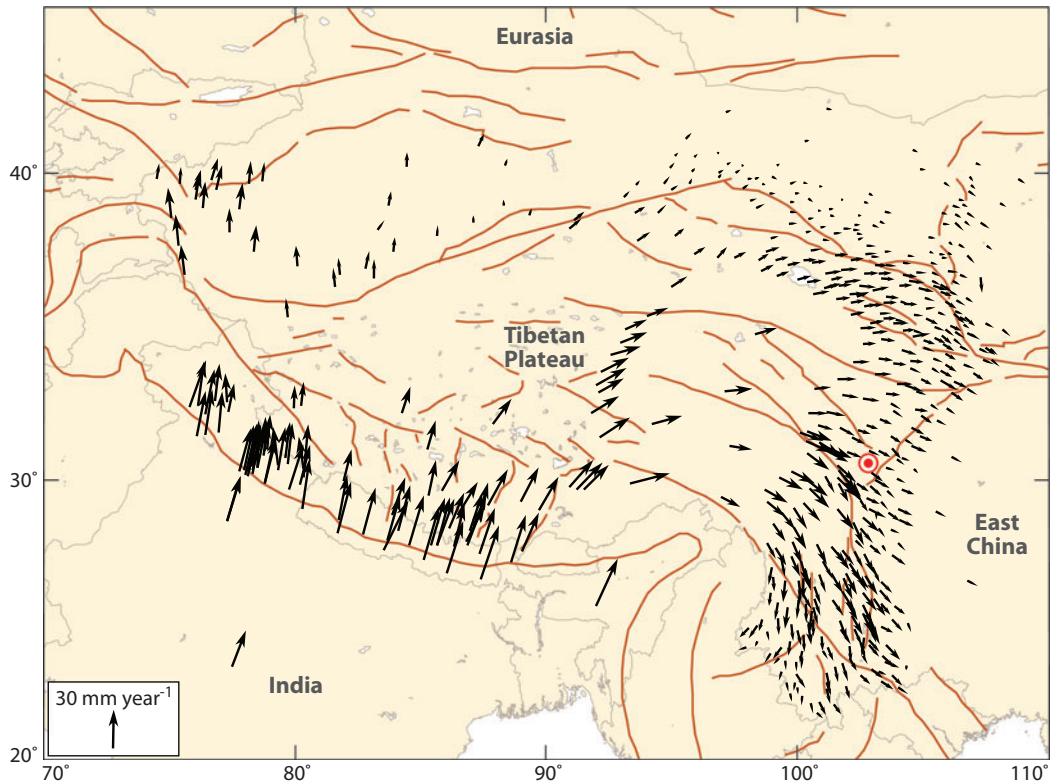 Eurasia
40˚
Tibetan
Plateau
30˚
East
China
India
30 mm year⁻¹
20˚
70˚
80˚
90˚
100˚
110˚